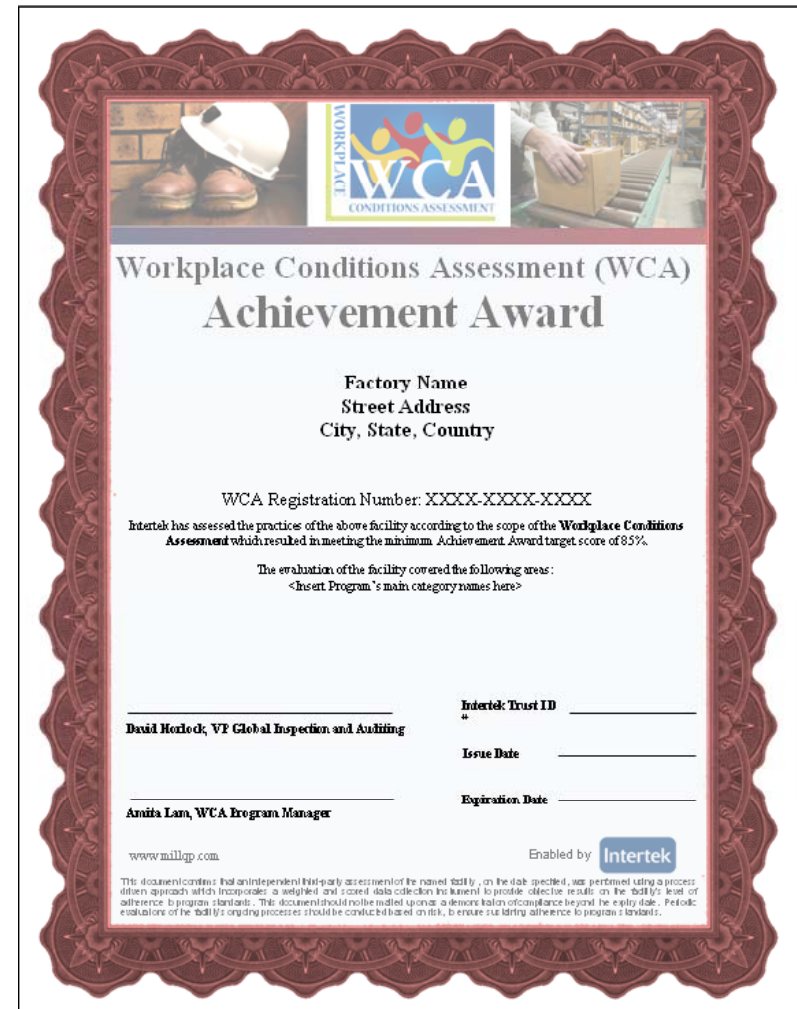 WORKPLACE
WCA
CONDITIONS ASSESSMENT
Workplace Conditions Assessment (WCA)
Achievement Award
Factory Name
Street Address
City, State, Country
WCA Registration Number: XXXX-XXXX-XXXX
Intertek has assessed the practices of the above facility according to the scope of the Workplace Conditions
Assessment which resulted in meeting the minimum Achievement Award target score of 85%.
The evaluation of the facility covered the following areas:
<Insert Program's main category names here>
David Horlock, VP Global Inspection and Auditing
Intertek Trust ID
#
Issue Date
Amita Lam, WCA Program Manager
Expiration Date
www.millqp.com
Enabled by Intertek
This document confirms that an independent third-party assessment of the named facility, on the date specified, was performed using a process
driven approach which incorporates a weighted and scored data collection instrument to provide objective results on the facility's level of
adherence to program standards. This document should not be relied upon as a demonstration of compliance beyond the expiry date. Periodic
evaluations of the facility's ongoing processes should be conducted based on risk, to ensure sustaining adherence to program standards.